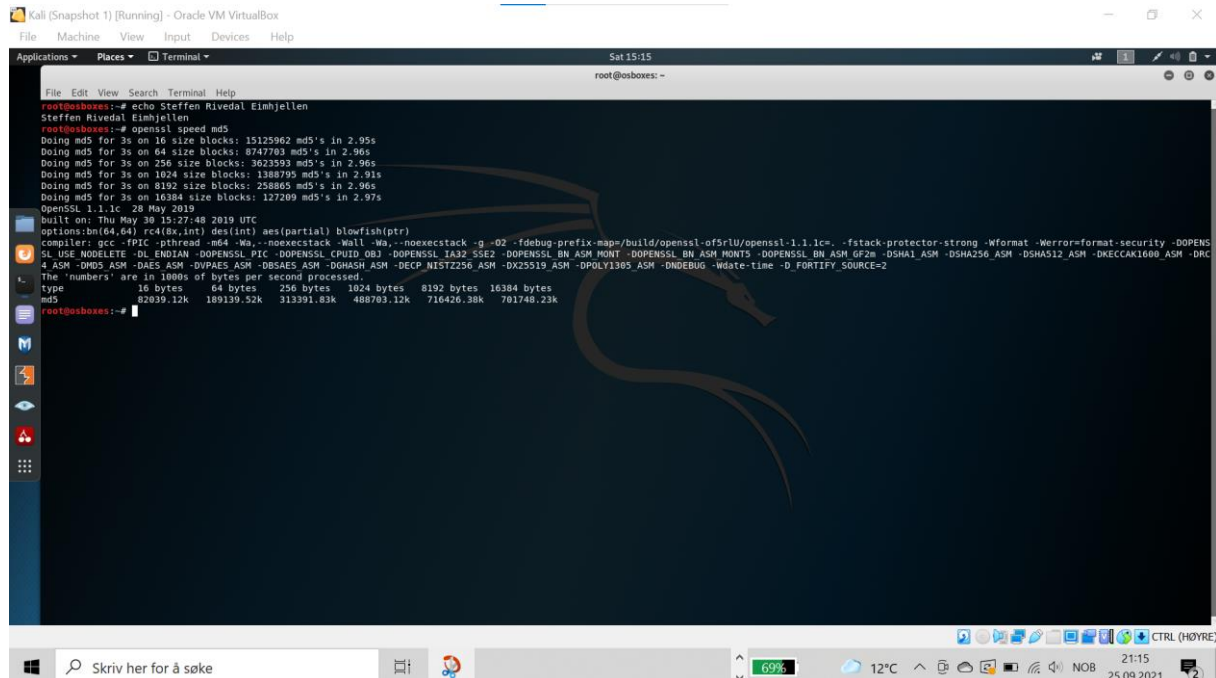 Kali (Snapshot 1) [Running] - Oracle VM VirtualBox
File Machine View Input Devices Help
Applications Places Terminal Sat 15:15 1
root@osboxes: ~
File Edit View Search Terminal Help
root@osboxes:~# echo Steffen Rivedal Eimhjellen
Steffen Rivedal Eimhjellen
root@osboxes:~# openssl speed md5
Doing md5 for 3s on 16 size blocks: 15125962 md5's in 2.95s
Doing md5 for 3s on 64 size blocks: 8747703 md5's in 2.96s
Doing md5 for 3s on 256 size blocks: 3623593 md5's in 2.96s
Doing md5 for 3s on 1024 size blocks: 1388795 md5's in 2.91s
Doing md5 for 3s on 8192 size blocks: 258865 md5's in 2.96s
Doing md5 for 3s on 16384 size blocks: 127209 md5's in 2.97s
OpenSSL 1.1.1c 28 May 2019
built on: Thu May 30 15:27:48 2019 UTC
options:bn(64,64) rc4(8x,int) des(int) aes(partial) blowfish(ptr)
compiler: gcc -fPIC -pthread -m64 -Wa,--noexecstack -Wall -Wa,--noexecstack -g -O2 -fdebug-prefix-map=/build/openssl-of5rlU/openssl-1.1.1c=. -fstack-protector-strong -Wformat -Werror=format-security -DOPENS
SL_USE_NODELETE -DL_ENDIAN -DOPENSSL_PIC -DOPENSSL_CPUID_OBJ -DOPENSSL_IA32_SSE2 -DOPENSSL_BN_ASM_MONT -DOPENSSL_BN_ASM_MONT5 -DOPENSSL_BN_ASM_GF2m -DSHA1_ASM -DSHA256_ASM -DSHA512_ASM -DKECCAK1600_ASM -DRC
4_ASM -DMD5_ASM -DAES_ASM -DVPAES_ASM -DBSAES_ASM -DGHASH_ASM -DECP_NISTZ256_ASM -DX25519_ASM -DPOLY1305_ASM -DNDEBUG -Wdate-time -D_FORTIFY_SOURCE=2
The 'numbers' are in 1000s of bytes per second processed.
type 16 bytes 64 bytes 256 bytes 1024 bytes 8192 bytes 16384 bytes
md5 82039.12k 189139.52k 313391.83k 488703.12k 716426.38k 701748.23k
root@osboxes:~#
CTRL (HØYRE)
Skriv her for å søke 69% 12°C NOB 21:15
25.09.2021 2